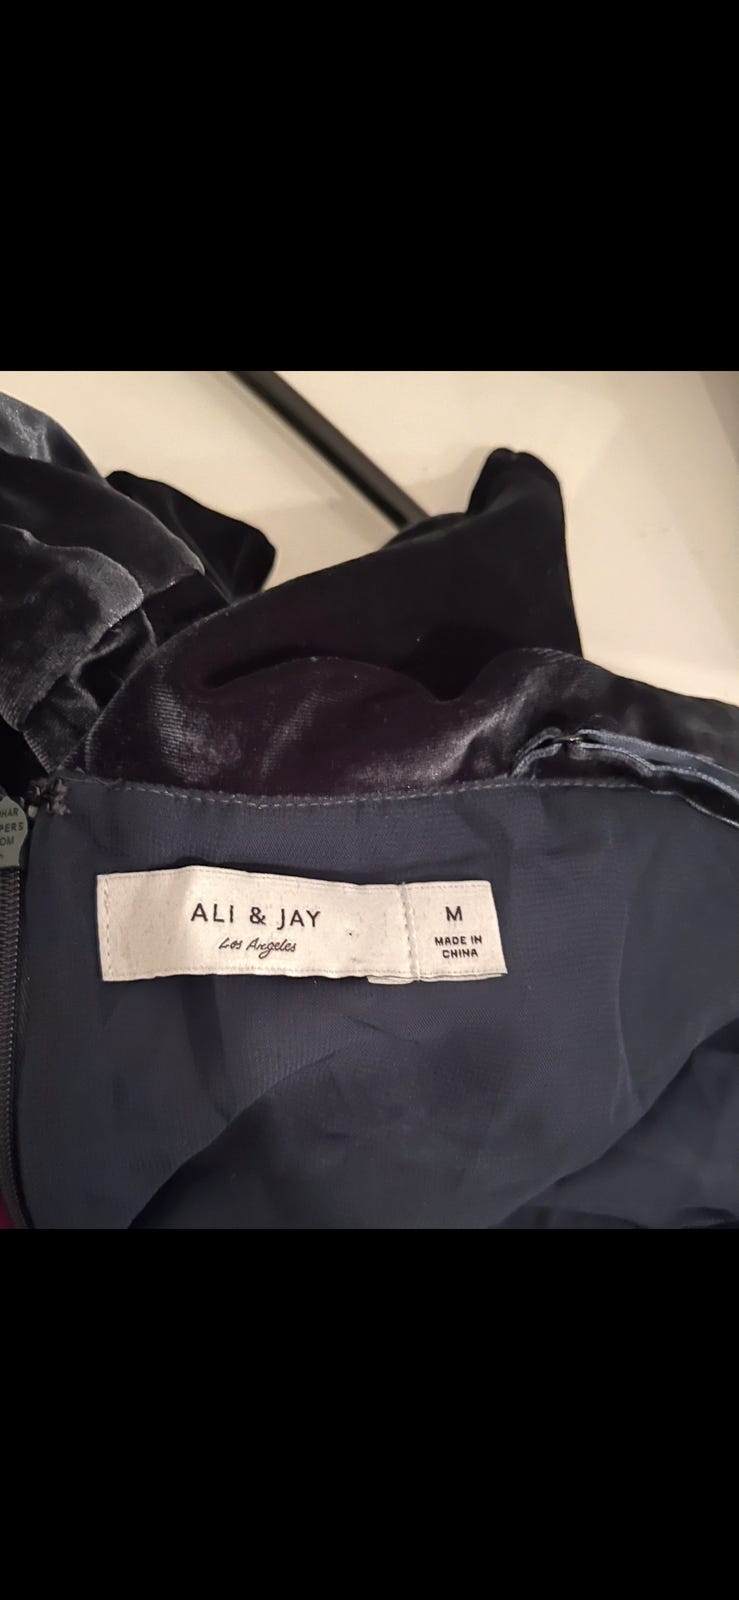 ALI & JAY
Los Angeles
M
MADE IN
CHINA